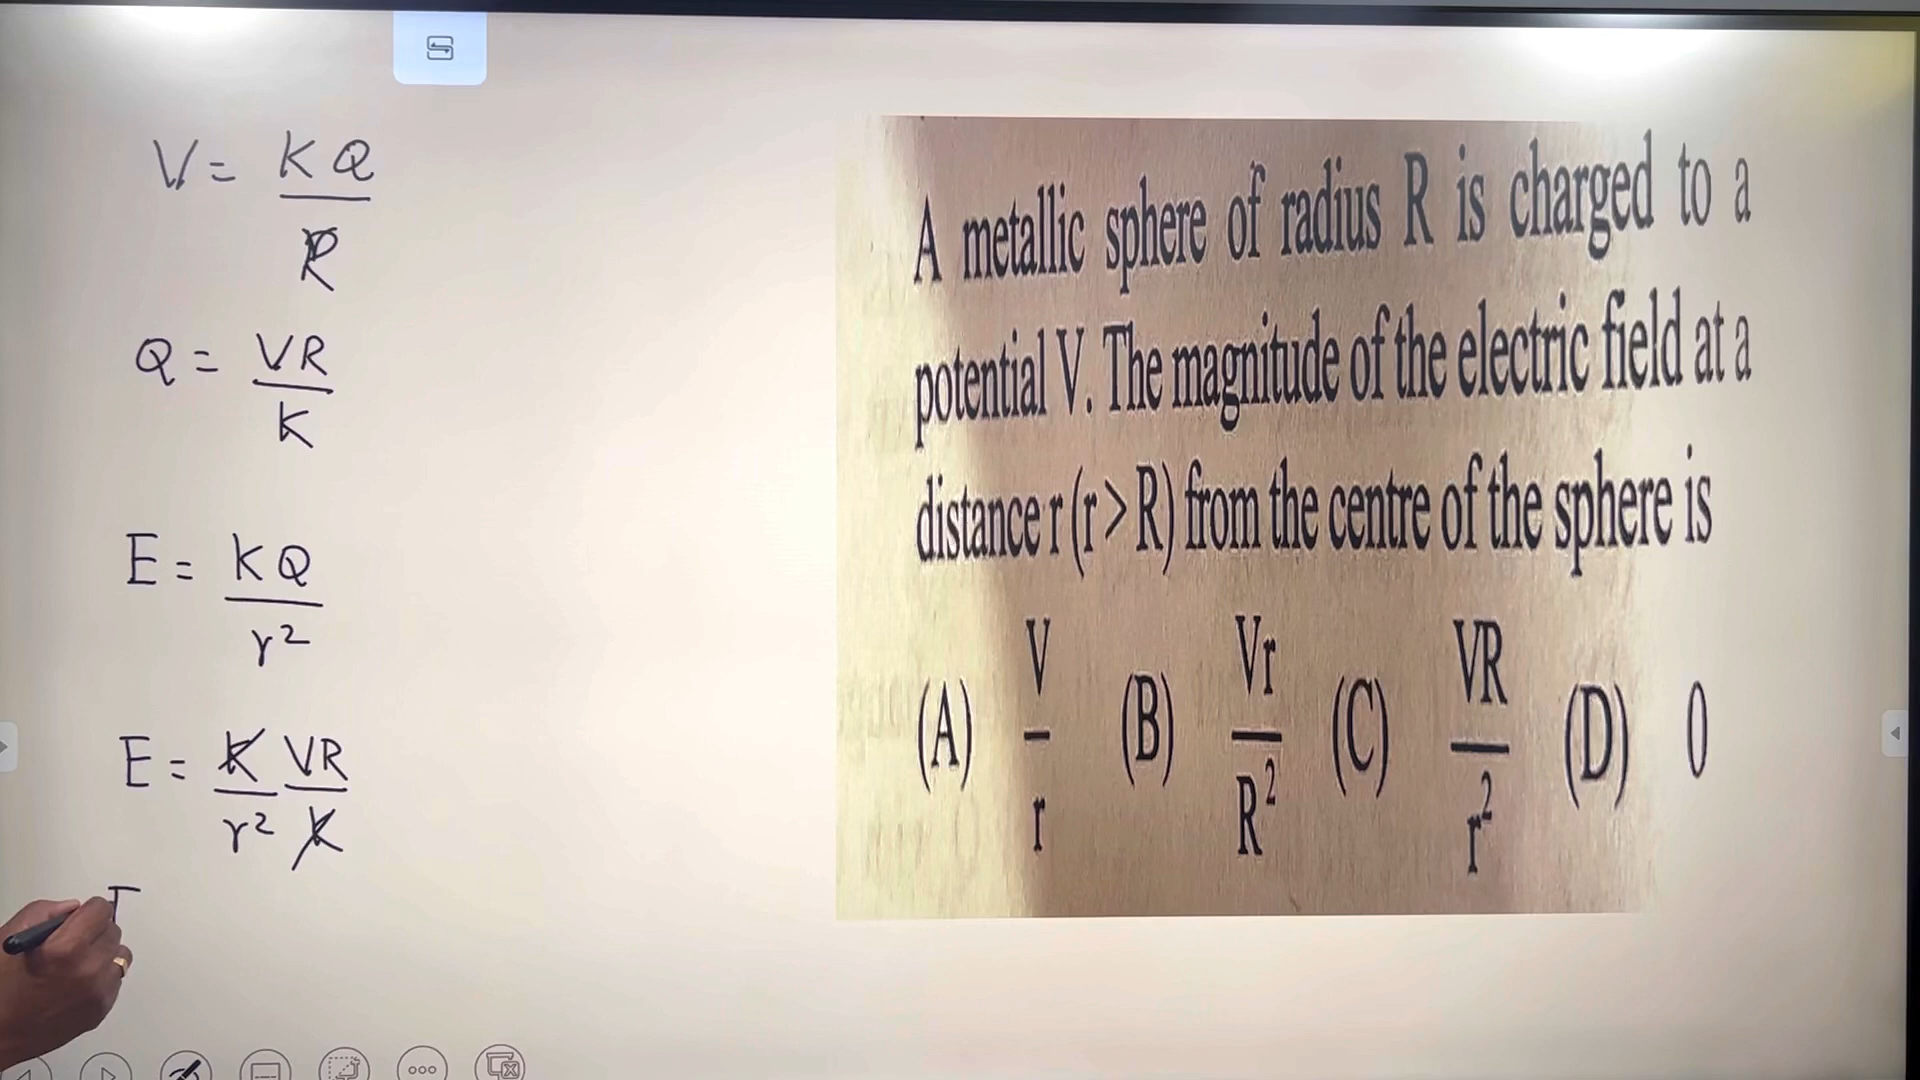 V = KQ / R
Q = VR / K
E = KQ / r²
E = K / r² VR / K
A metallic sphere of radius R is charged to a
potential V. The magnitude of the electric field at a
distance r (r > R) from the centre of the sphere is
(A) V/r (B) Vr/R² (C) VR/r² (D) 0